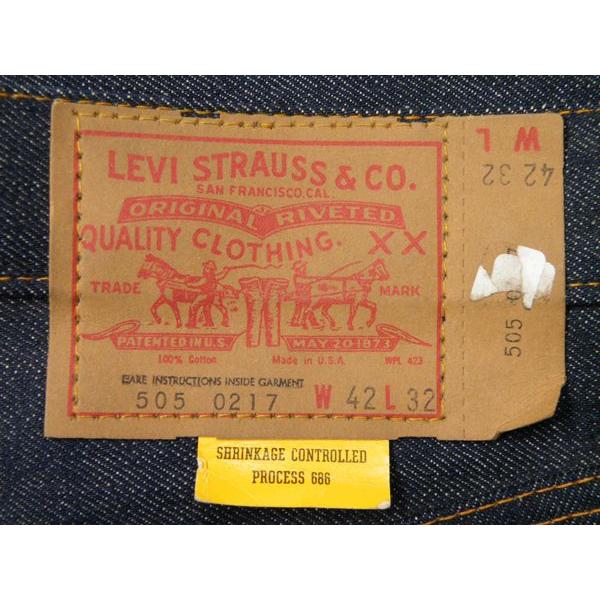 LEVI STRAUSS & CO.
SAN FRANCISCO, CAL.
ORIGINAL RIVETED
QUALITY CLOTHING. XX
TRADE MARK
PATENTED IN U.S. MAY 20 1873
100% Cotton Made in U.S.A. WPL 423
CARE INSTRUCTIONS INSIDE GARMENT
505 0217 W 42 L 32
W L
42 32
505
SHRINKAGE CONTROLLED
PROCESS 686